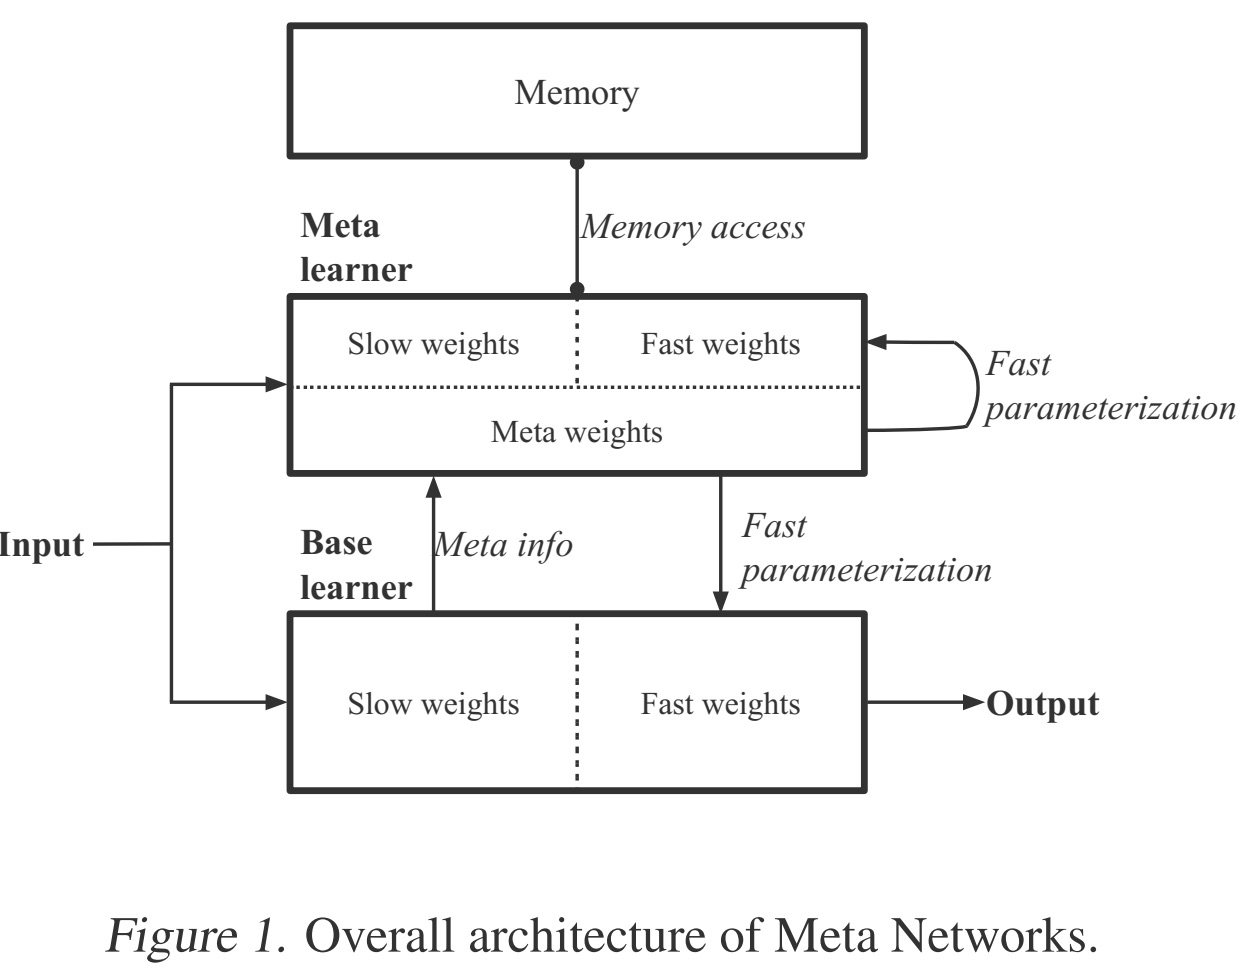 Memory
Memory access
Meta
learner
Slow weights
Fast weights
Fast
parameterization
Meta weights
Input
Base
learner
Meta info
Fast
parameterization
Slow weights
Fast weights
Output
Figure 1. Overall architecture of Meta Networks.